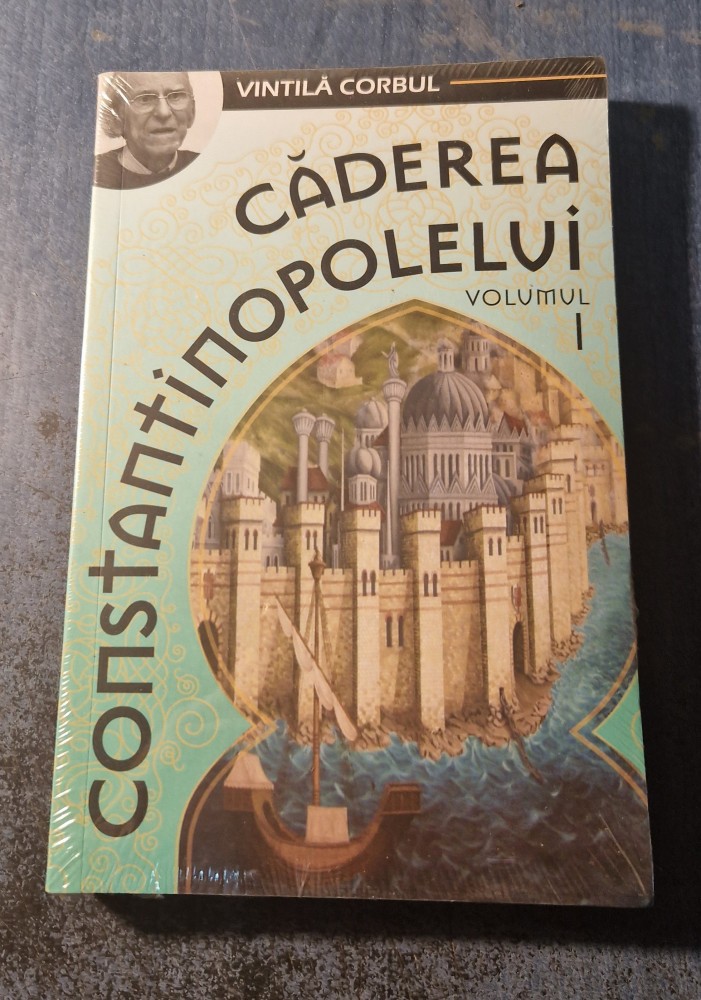 VINTILĂ CORBUL
CĂDEREA
CONSTANTINOPOLELUI
VOLUMUL
I